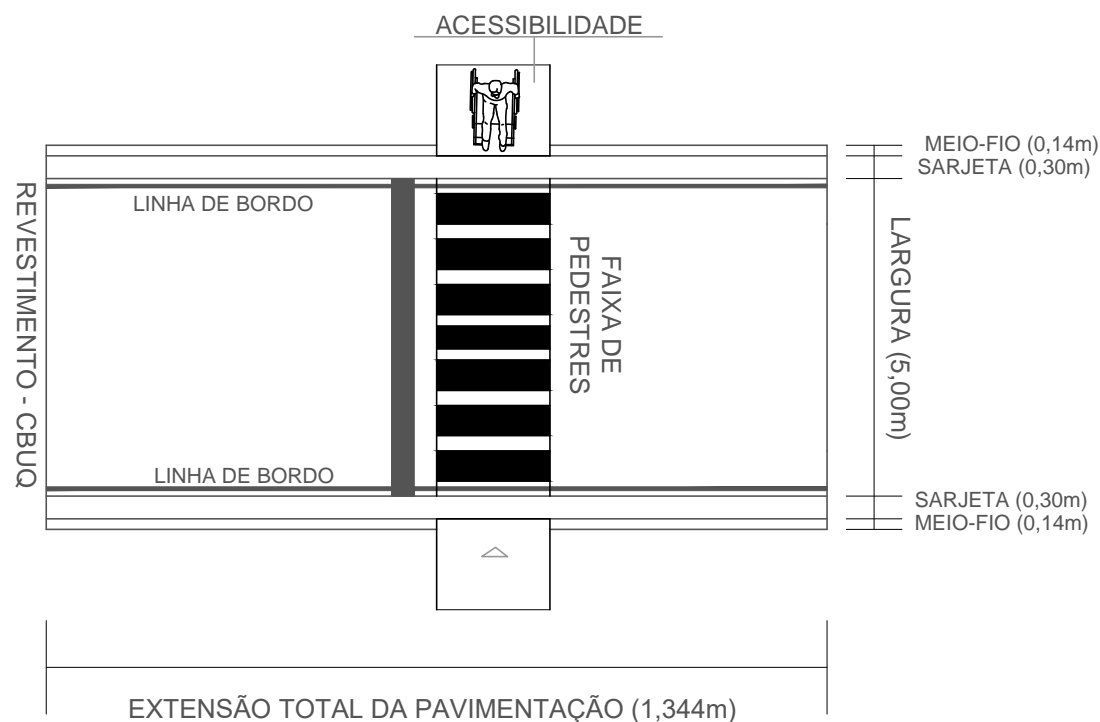 ACESSIBILIDADE
MEIO-FIO (0,14m)
SARJETA (0,30m)
LINHA DE BORDO
REVESTIMENTO - CBUQ
FAIXA DE
PEDESTRES
LARGURA (5,00m)
LINHA DE BORDO
SARJETA (0,30m)
MEIO-FIO (0,14m)
EXTENSÃO TOTAL DA PAVIMENTAÇÃO (1,344m)